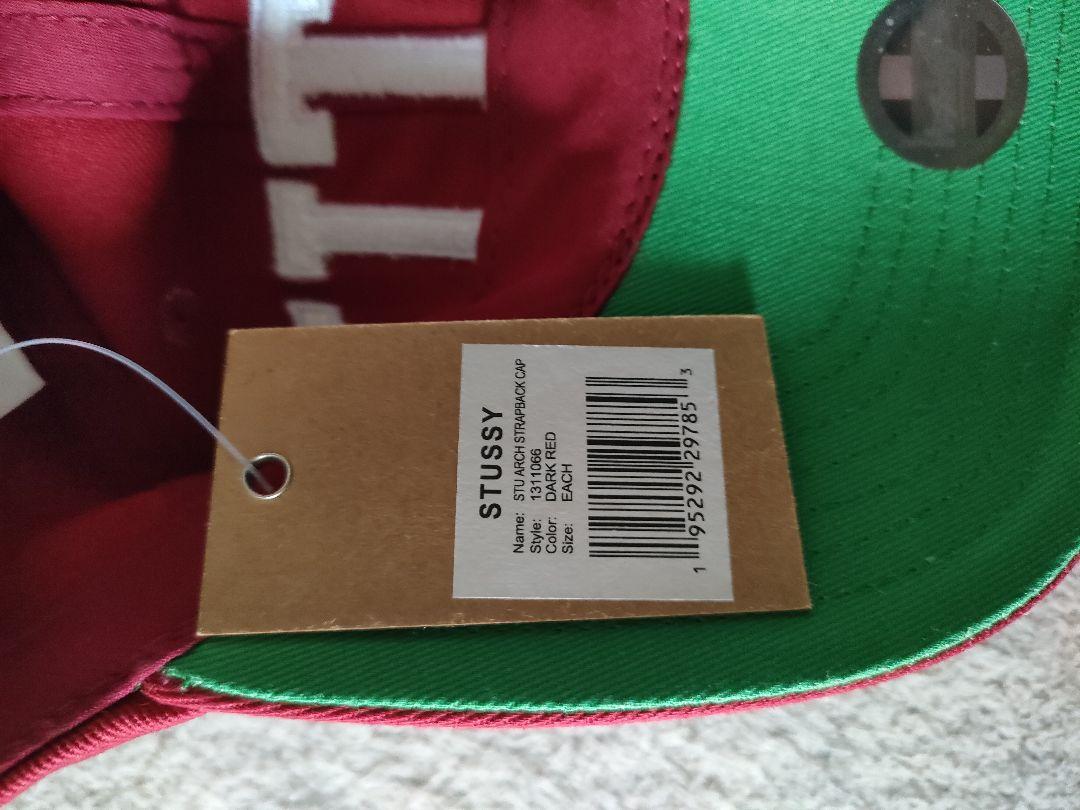 STUSSY
Name: STU ARCH STRAPBACK CAP
Style: 1311066
Color: DARK RED
Size: EACH
1 95292 29785 3